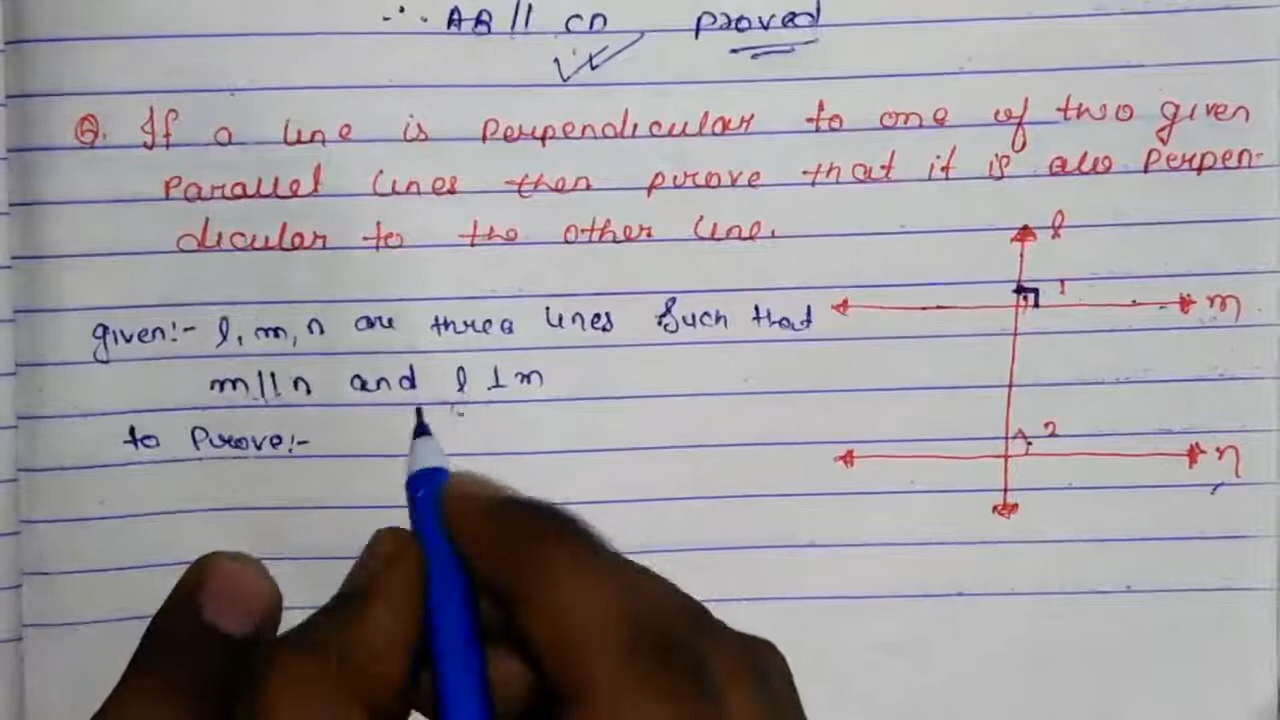 ∴ AB // CD proved
Q. If a line is perpendicular to one of two given
Parallel lines then prove that it is also perpen-
dicular to the other line.
given:- l, m, n are three lines such that
m // n and l ⊥ m
to Prove:-
l
1
m
2
n